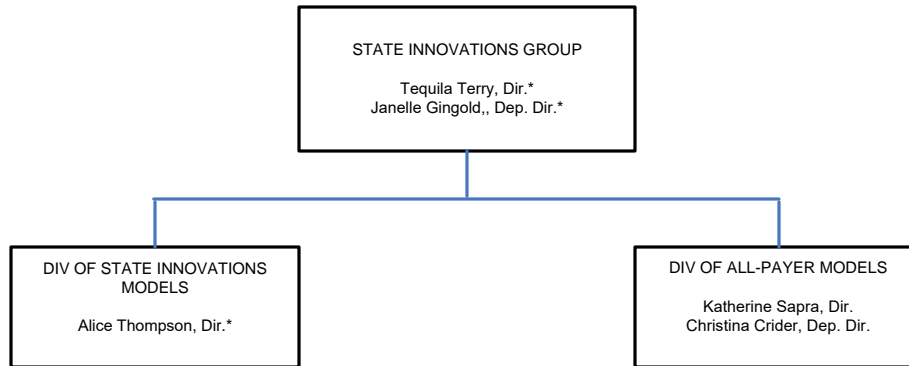 STATE INNOVATIONS GROUP
Tequila Terry, Dir.*
Janelle Gingold,, Dep. Dir.*
DIV OF STATE INNOVATIONS
MODELS
Alice Thompson, Dir.*
DIV OF ALL-PAYER MODELS
Katherine Sapra, Dir.
Christina Crider, Dep. Dir.